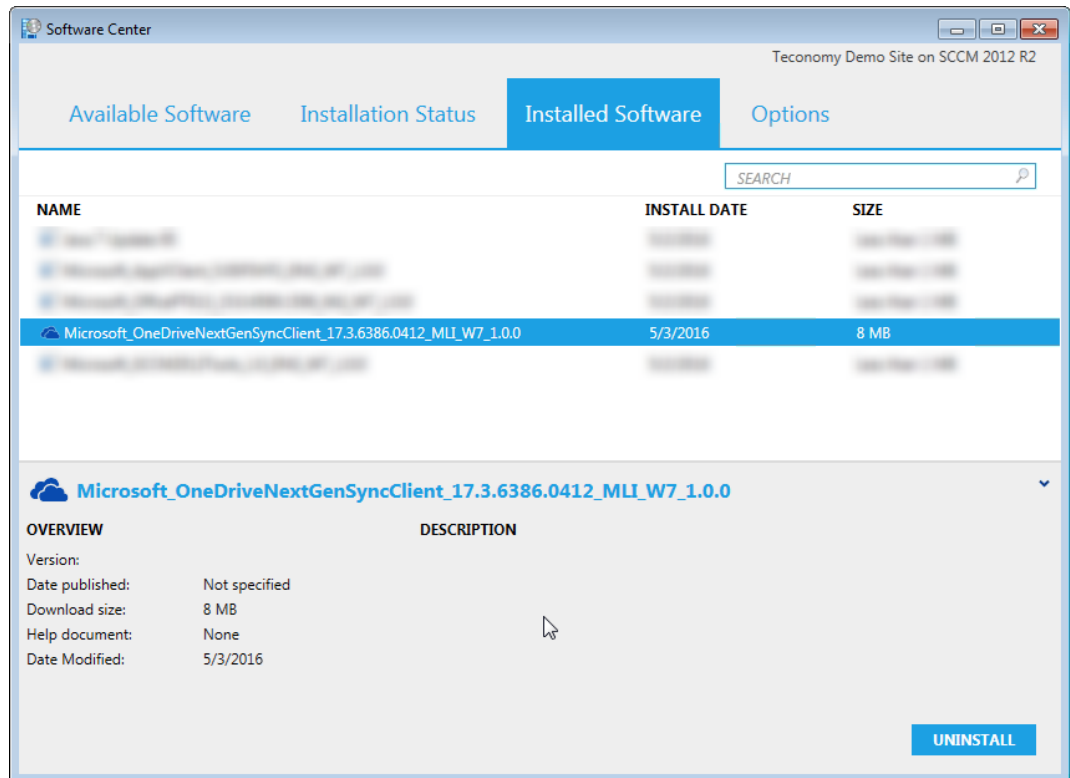 Software Center
Teconomy Demo Site on SCCM 2012 R2
Available Software Installation Status Installed Software Options
SEARCH
NAME INSTALL DATE SIZE
Microsoft_OneDriveNextGenSyncClient_17.3.6386.0412_MLI_W7_1.0.0 5/3/2016 8 MB
Microsoft_OneDriveNextGenSyncClient_17.3.6386.0412_MLI_W7_1.0.0
OVERVIEW DESCRIPTION
Version:
Date published: Not specified
Download size: 8 MB
Help document: None
Date Modified: 5/3/2016
UNINSTALL